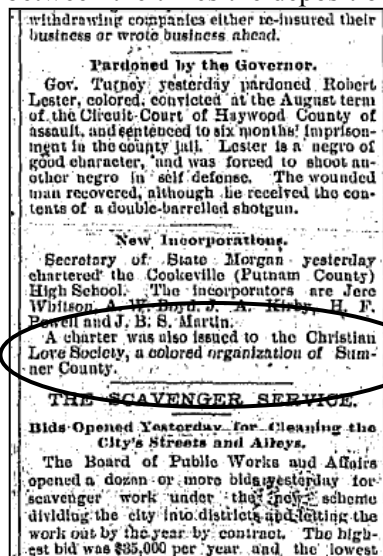 withdrawing companies either re-insured their
business or wrote business ahead.
Pardoned by the Governor.
Gov. Turney yesterday pardoned Robert
Lester, colored, convicted at the August term
of the Circuit Court of Haywood County of
assault, and sentenced to six months' imprison-
ment in the county jail. Lester is a negro of
good character, and was forced to shoot an-
other negro in self defense. The wounded
man recovered, although he received the con-
tents of a double-barrelled shotgun.
New Incorporations.
Secretary of State Morgan yesterday
chartered the Cookeville (Putnam County)
High School. The incorporators are Jere
Whitson, A. W. Boyd, J. A. Kirby, H. F.
Powell and J. B. S. Martin.
A charter was also issued to the Christian
Love Society, a colored organization of Sum-
ner County.
THE SCAVENGER SERVICE.
Bids Opened Yesterday for Cleaning the
City's Streets and Alleys.
The Board of Public Works and Affairs
opened a dozen or more bids yesterday for
scavenger work under the new scheme
dividing the city into districts and letting the
work out by the year by contract. The high-
est bid was $35,000 per year and the lowest